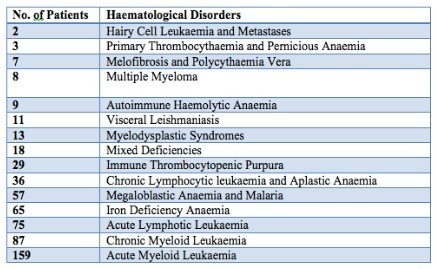 No. of Patients Haematological Disorders
2 Hairy Cell Leukaemia and Metastases
3 Primary Thrombocythaemia and Pernicious Anaemia
7 Melofibrosis and Polycythaemia Vera
8 Multiple Myeloma
9 Autoimmune Haemolytic Anaemia
11 Visceral Leishmaniasis
13 Myelodysplastic Syndromes
18 Mixed Deficiencies
29 Immune Thrombocytopenic Purpura
36 Chronic Lymphocytic leukaemia and Aplastic Anaemia
57 Megaloblastic Anaemia and Malaria
65 Iron Deficiency Anaemia
75 Acute Lymphotic Leukaemia
87 Chronic Myeloid Leukaemia
159 Acute Myeloid Leukaemia